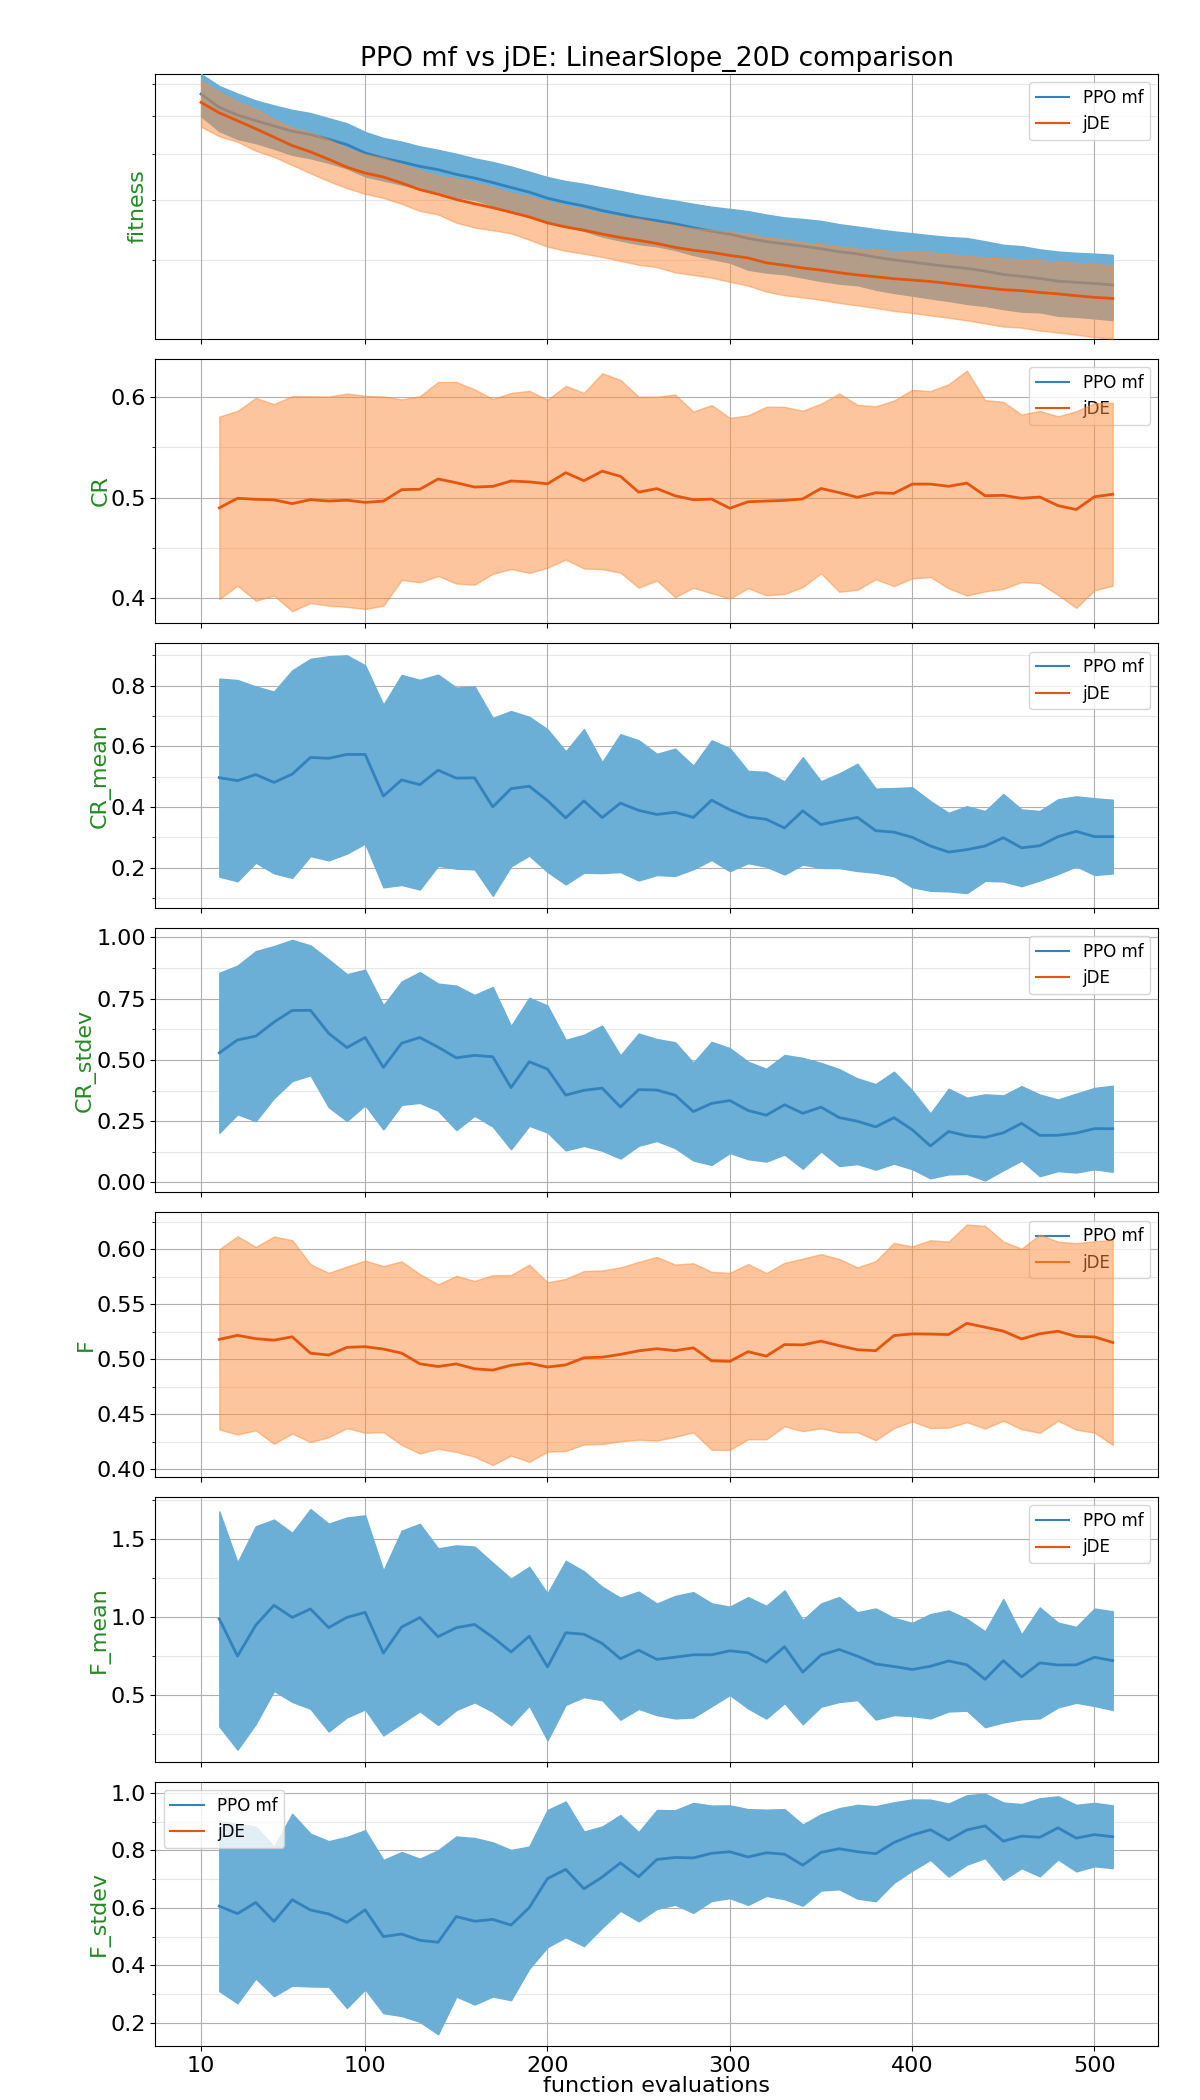 PPO mf vs jDE: LinearSlope_20D comparison
fitness
PPO mf
jDE
CR
0.6
0.5
0.4
PPO mf
jDE
CR_mean
0.8
0.6
0.4
0.2
PPO mf
jDE
CR_stdev
1.00
0.75
0.50
0.25
0.00
PPO mf
jDE
F
0.60
0.55
0.50
0.45
0.40
PPO mf
jDE
F_mean
1.5
1.0
0.5
PPO mf
jDE
F_stdev
1.0
0.8
0.6
0.4
0.2
PPO mf
jDE
10 100 200 300 400 500
function evaluations